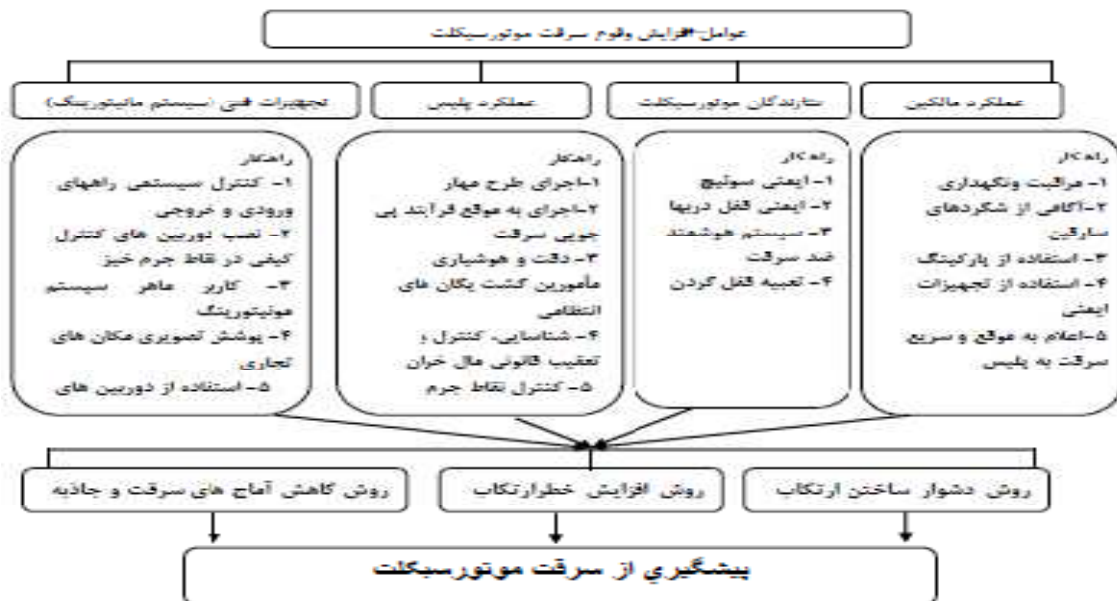 عوامل افزایش وقوع سرقت موتورسیکلت
عملکرد مالکین
سازندگان موتورسیکلت
عملکرد پلیس
تجهیزات فنی (سیستم مانیتورینگ)
راهکار
۱- مراقبت ونگهداری
۲-آگاهی از شگردهای
سارقین
۳- استفاده از پارکینگ
۴- استفاده از تجهیزات
ایمنی
۵-اعلام به موقع و سریع
سرقت به پلیس
راهکار
۱-ایمنی سوئیچ
۲- ایمنی قفل دربها
۳- سیستم هوشمند
ضد سرقت
۴- تعبیه قفل کردن
راهکار
۱-اجرای طرح مهار
۲-اجرای به موقع فرآیند پی
جویی سرقت
۳- دقت و هوشیاری
مأمورین گشت یگان های
انتظامی
۴- شناسایی، کنترل و
تعقیب قانونی مال خران
۵- کنترل نقاط جرم
راهکار
۱- کنترل سیستمی راههای
ورودی و خروجی
۲- نصب دوربین های کنترل
کیفی در نقاط جرم خیز
۳- کاربر ماهر سیستم
مونیتورینگ
۴- پوشش تصویری مکان های
تجاری
۵- استفاده از دوربین های
روش دشوار ساختن ارتکاب
روش افزایش خطرارتکاب
روش کاهش آماج های سرقت و جاذبه
پیشگیري از سرقت موتورسیکلت